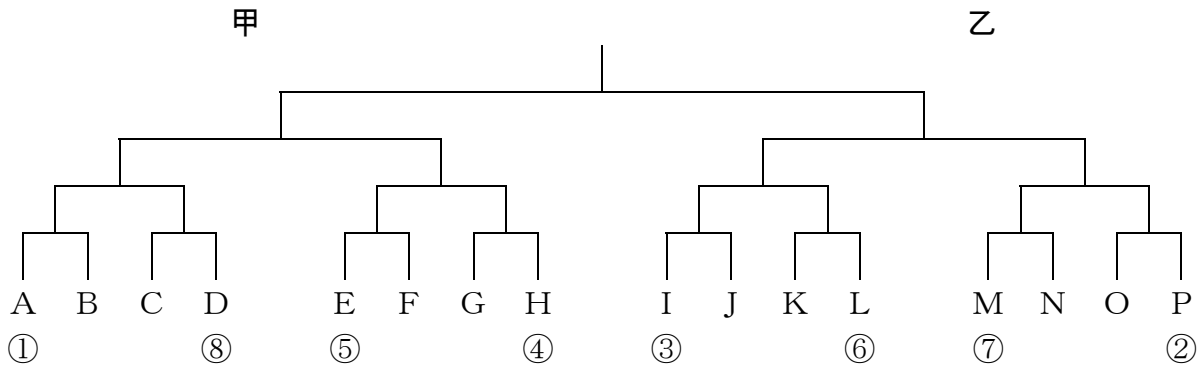 甲 乙
A B C D E F G H I J K L M N O P
① ⑧ ⑤ ④ ③ ⑥ ⑦ ②